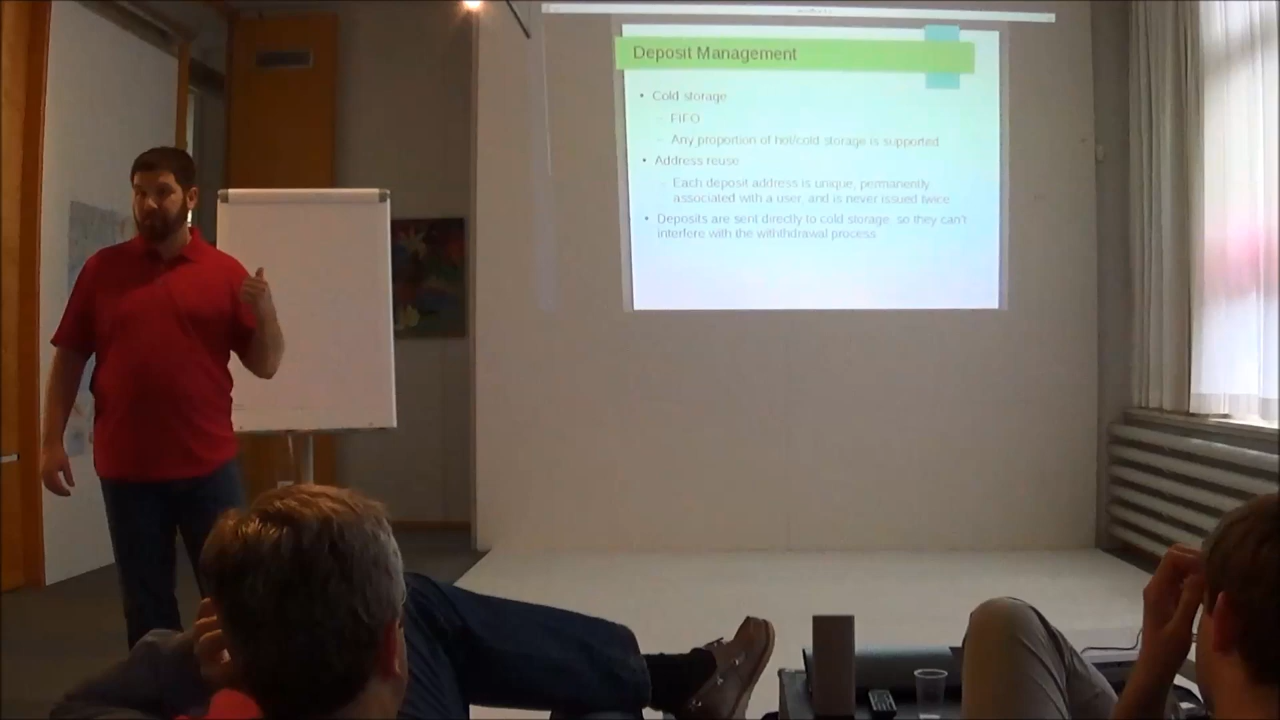 Deposit Management
• Cold storage
– FIFO
– Any proportion of hot/cold storage is supported
• Address reuse
– Each deposit address is unique, permanently
associated with a user, and is never issued twice
• Deposits are sent directly to cold storage, so they can't
interfere with the withthdrawal process